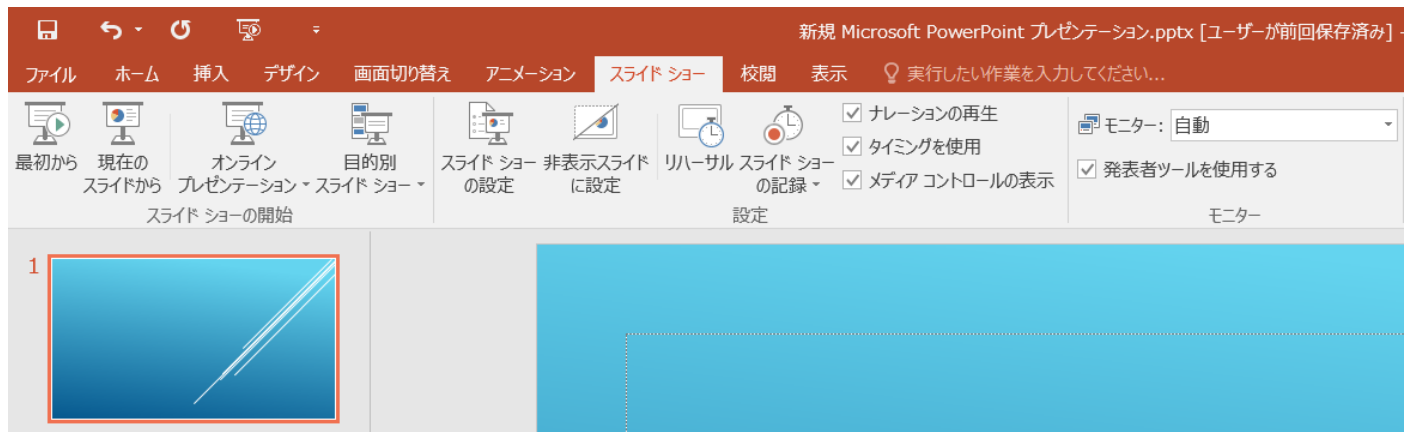 新規 Microsoft PowerPoint プレゼンテーション.pptx [ユーザーが前回保存済み] -
ファイル ホーム 挿入 デザイン 画面切り替え アニメーション スライド ショー 校閲 表示 実行したい作業を入力してください...
最初から
現在の
スライドから
オンライン
プレゼンテーション
目的別
スライド ショー
スライド ショーの開始
スライド ショー
の設定
非表示スライド
に設定
リハーサル
スライド ショー
の記録
ナレーションの再生
タイミングを使用
メディア コントロールの表示
設定
モニター: 自動
発表者ツールを使用する
モニター
1